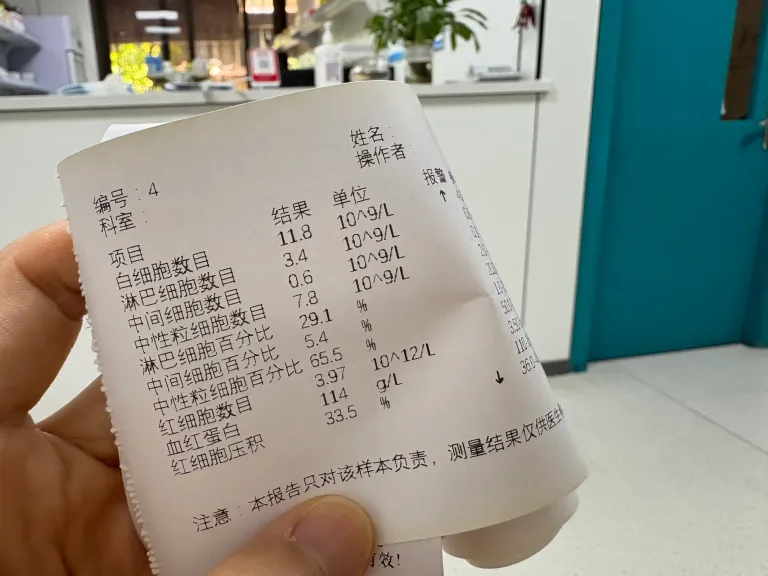 姓名：
编号：4 操作者：
科室：
项目 结果 单位 报警
白细胞数目 11.8 10^9/L ↑
淋巴细胞数目 3.4 10^9/L
中间细胞数目 0.6 10^9/L
中性粒细胞数目 7.8 10^9/L
淋巴细胞百分比 29.1 %
中间细胞百分比 5.4 %
中性粒细胞百分比 65.5 %
红细胞数目 3.97 10^12/L
血红蛋白 114 g/L
红细胞压积 33.5 % ↓
注意：本报告只对该样本负责，测量结果仅供医生
效!